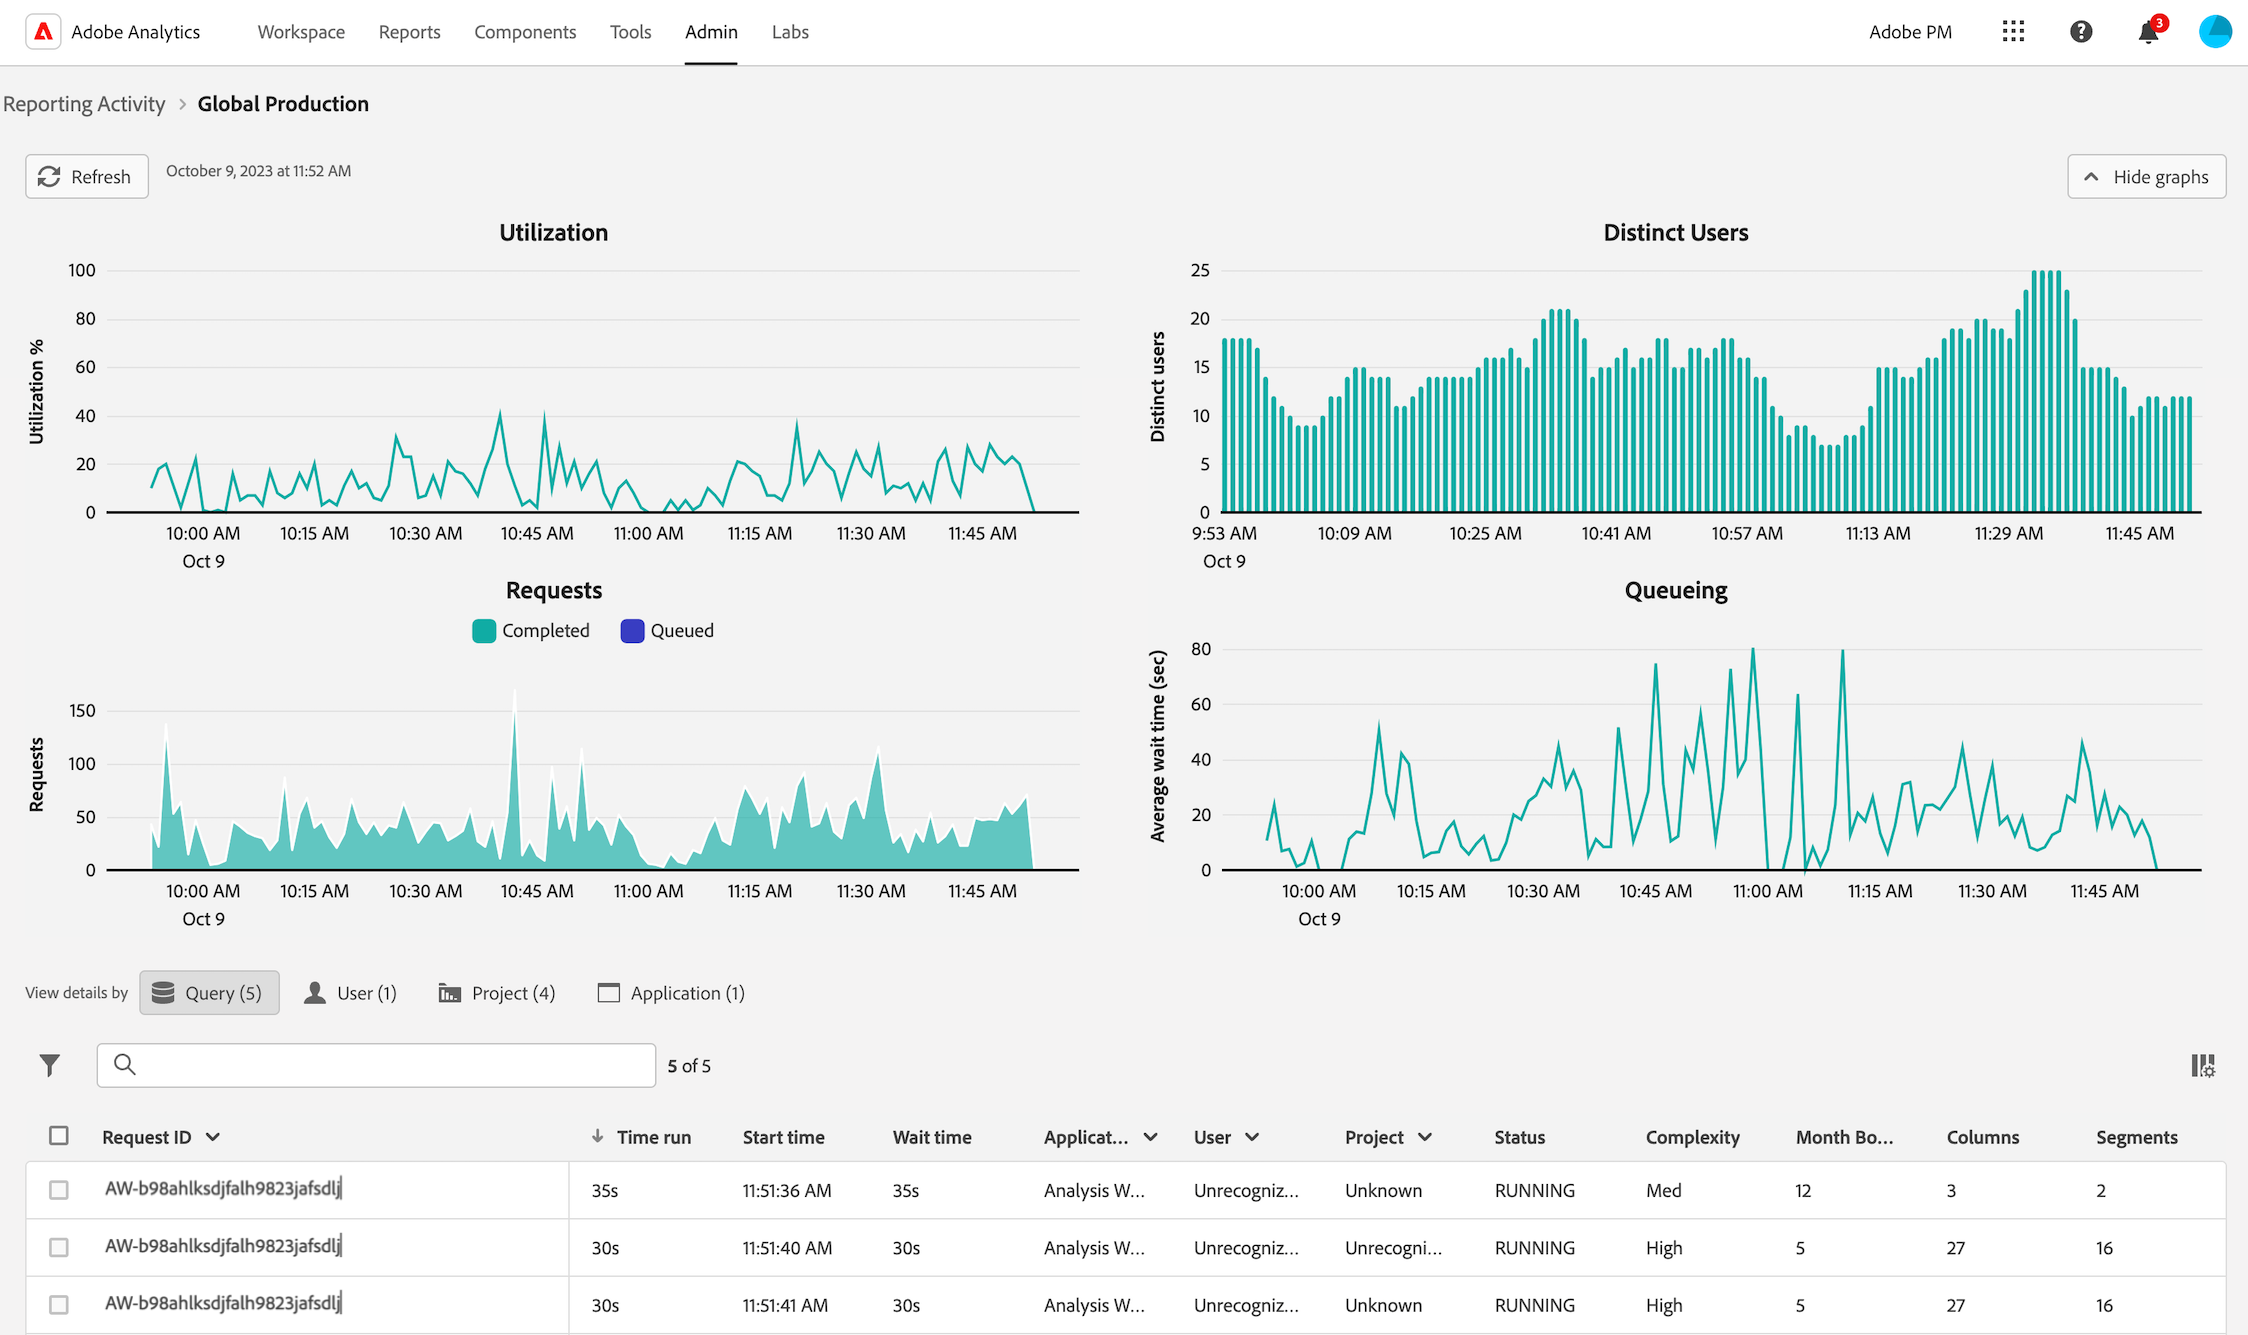 Adobe Analytics Workspace Reports Components Tools Admin Labs Adobe PM 3
Reporting Activity > Global Production
Refresh October 9, 2023 at 11:52 AM Hide graphs
Utilization
Utilization %
100
80
60
40
20
0
10:00 AM 10:15 AM 10:30 AM 10:45 AM 11:00 AM 11:15 AM 11:30 AM 11:45 AM
Oct 9
Distinct Users
Distinct users
25
20
15
10
5
0
9:53 AM 10:09 AM 10:25 AM 10:41 AM 10:57 AM 11:13 AM 11:29 AM 11:45 AM
Oct 9
Requests
Completed Queued
Requests
150
100
50
0
10:00 AM 10:15 AM 10:30 AM 10:45 AM 11:00 AM 11:15 AM 11:30 AM 11:45 AM
Oct 9
Queueing
Average wait time (sec)
80
60
40
20
0
10:00 AM 10:15 AM 10:30 AM 10:45 AM 11:00 AM 11:15 AM 11:30 AM 11:45 AM
Oct 9
View details by Query (5) User (1) Project (4) Application (1)
5 of 5
Request ID Time run Start time Wait time Applicat... User Project Status Complexity Month Bo... Columns Segments
AW-b98ahlksdjfalh9823jafsdlj 35s 11:51:36 AM 35s Analysis W... Unrecogniz... Unknown RUNNING Med 12 3 2
AW-b98ahlksdjfalh9823jafsdlj 30s 11:51:40 AM 30s Analysis W... Unrecogniz... Unrecogni... RUNNING High 5 27 16
AW-b98ahlksdjfalh9823jafsdlj 30s 11:51:41 AM 30s Analysis W... Unrecogniz... Unknown RUNNING High 5 27 16